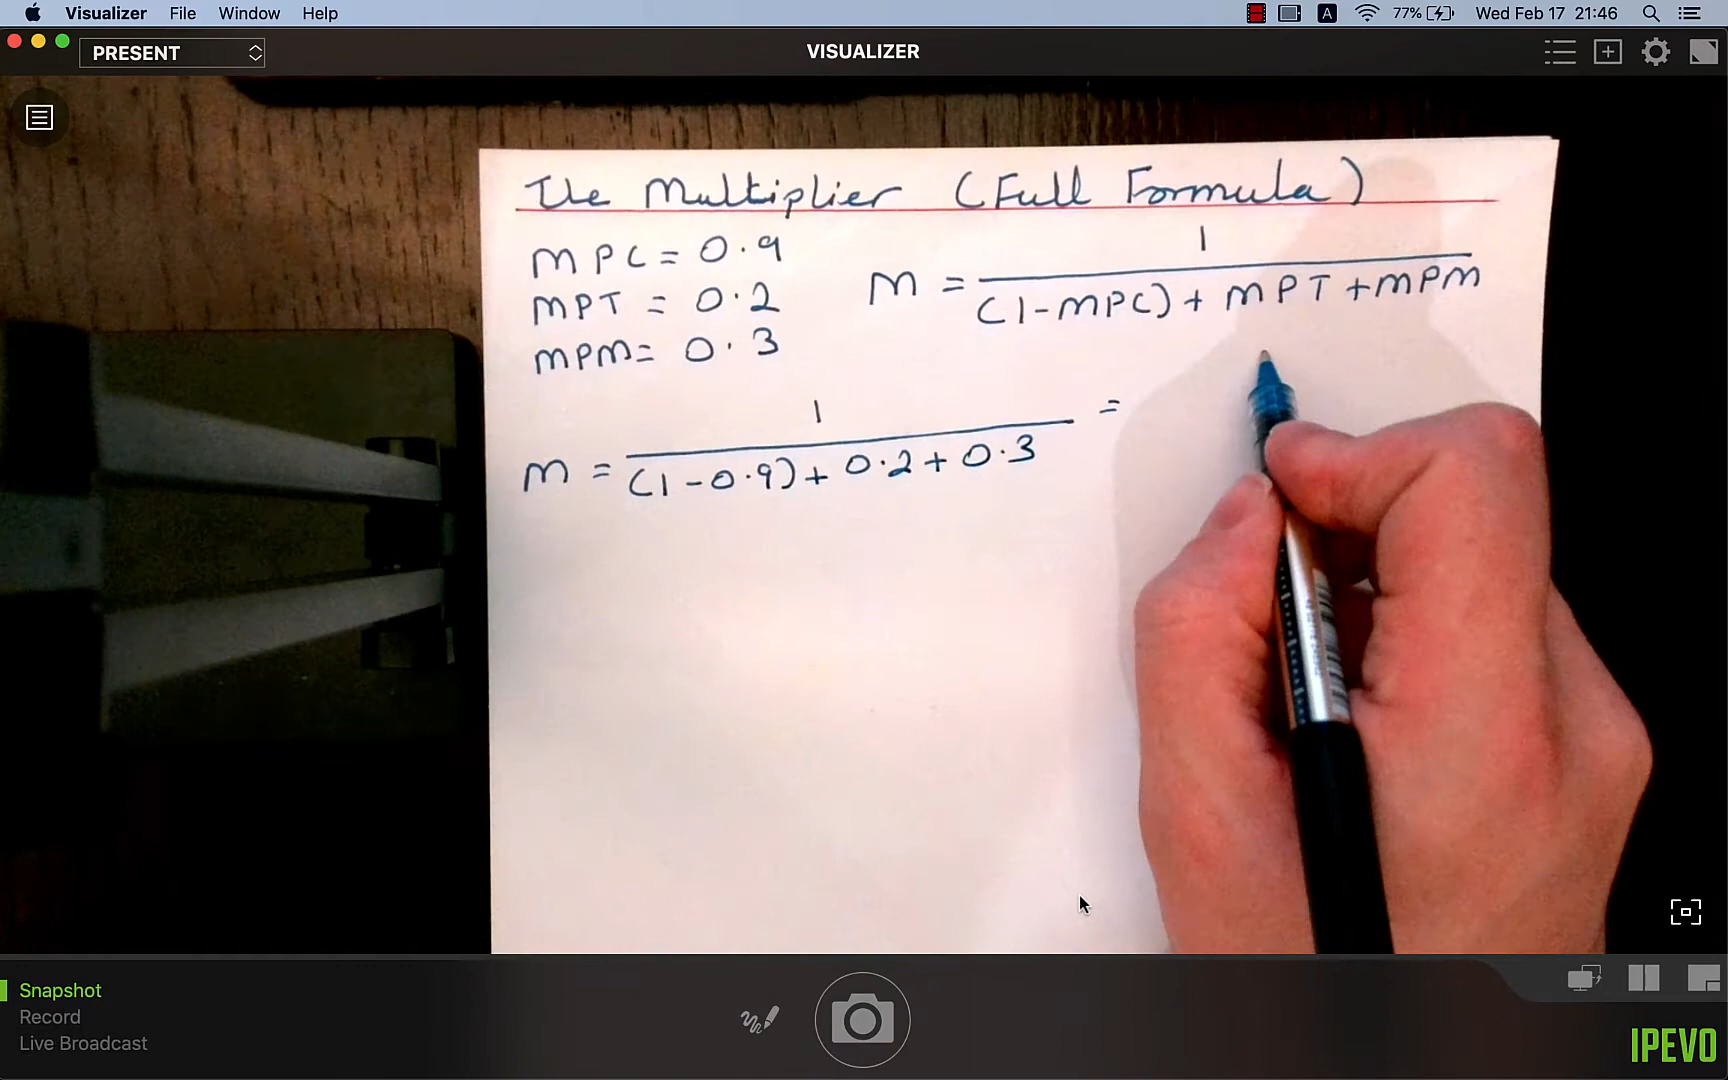 Visualizer File Window Help A 77% Wed Feb 17 21:46
PRESENT VISUALIZER
The Multiplier (Full Formula)
MPC = 0.9
MPT = 0.2
MPM = 0.3
1
M = (1-MPC) + MPT + MPM
1
M = (1-0.9) + 0.2 + 0.3 =
Snapshot
Record
Live Broadcast
IPEVO